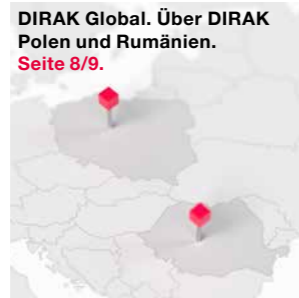 DIRAK Global. Über DIRAK
Polen und Rumänien.
Seite 8/9.